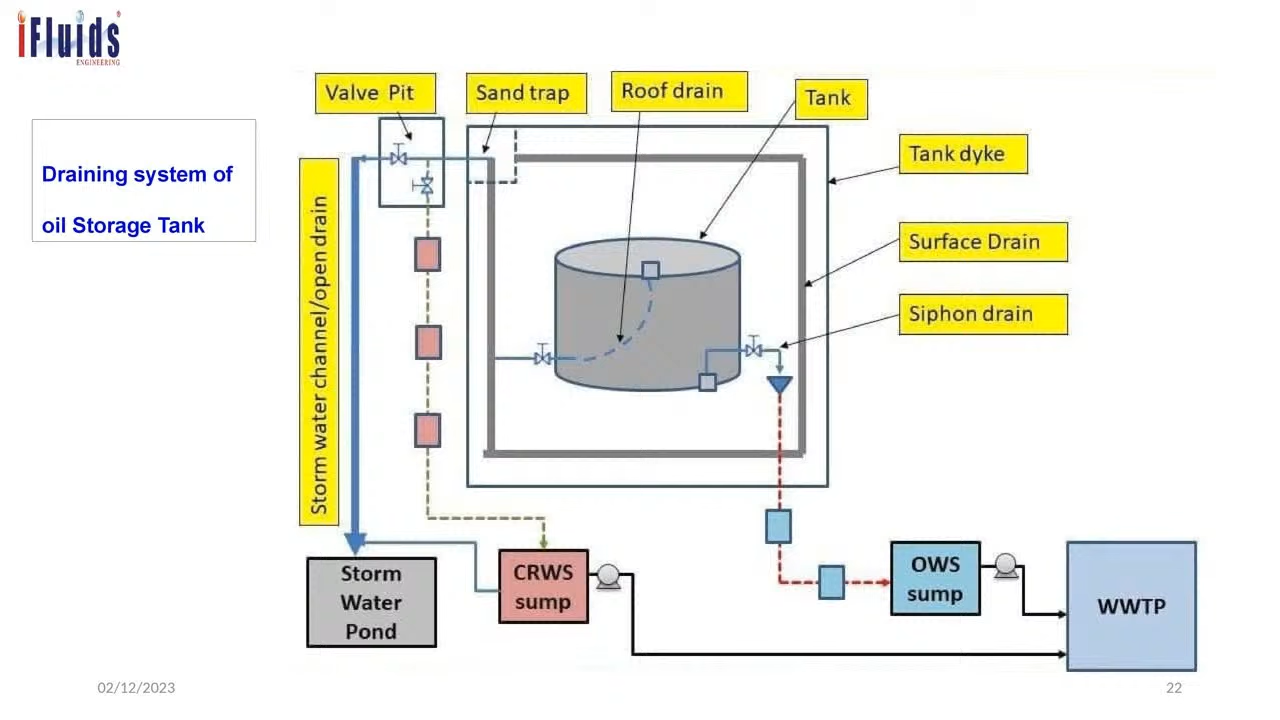 iFluids
ENGINEERING
Draining system of
oil Storage Tank
Valve Pit
Sand trap
Roof drain
Tank
Tank dyke
Surface Drain
Siphon drain
Storm water channel/open drain
Storm
Water
Pond
CRWS
sump
OWS
sump
WWTP
02/12/2023
22